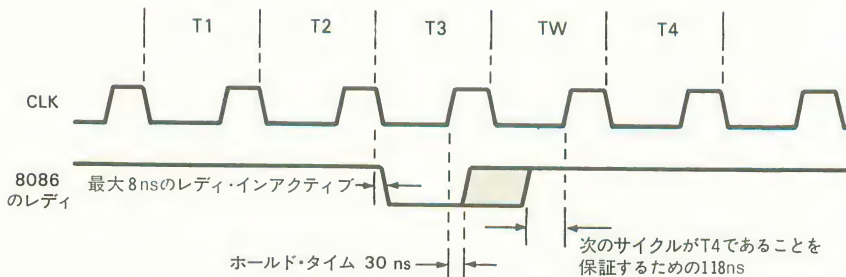 T1 T2 T3 TW T4
CLK
8086
のレディ
最大8nsのレディ・インアクティブ
ホールド・タイム 30 ns
次のサイクルがT4であることを
保証するための118ns